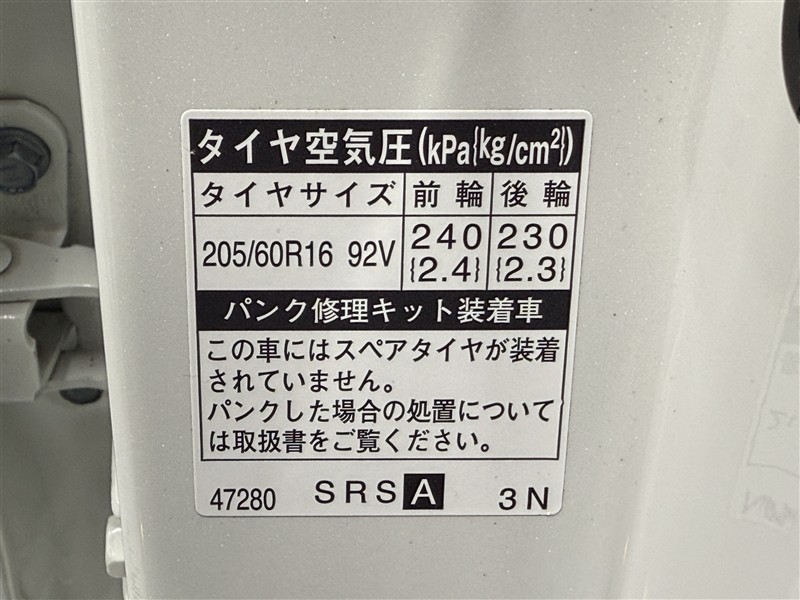 タイヤ空気圧(kPa{kg/cm²})
タイヤサイズ 前輪 後輪
205/60R16 92V 240 230
{2.4} {2.3}
パンク修理キット装着車
この車にはスペアタイヤが装着
されていません。
パンクした場合の処置について
は取扱書をご覧ください。
47280 SRS A 3N